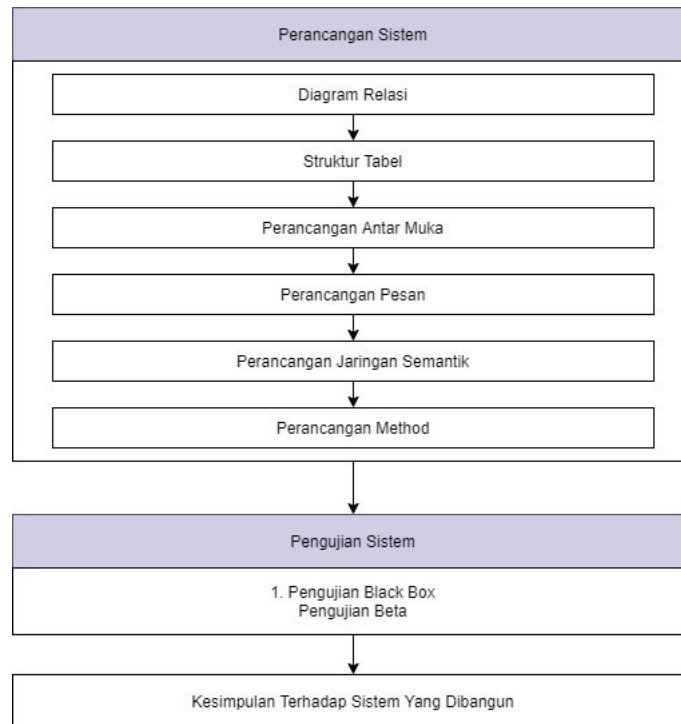 Perancangan Sistem
Diagram Relasi
Struktur Tabel
Perancangan Antar Muka
Perancangan Pesan
Perancangan Jaringan Semantik
Perancangan Method
Pengujian Sistem
1. Pengujian Black Box
Pengujian Beta
Kesimpulan Terhadap Sistem Yang Dibangun